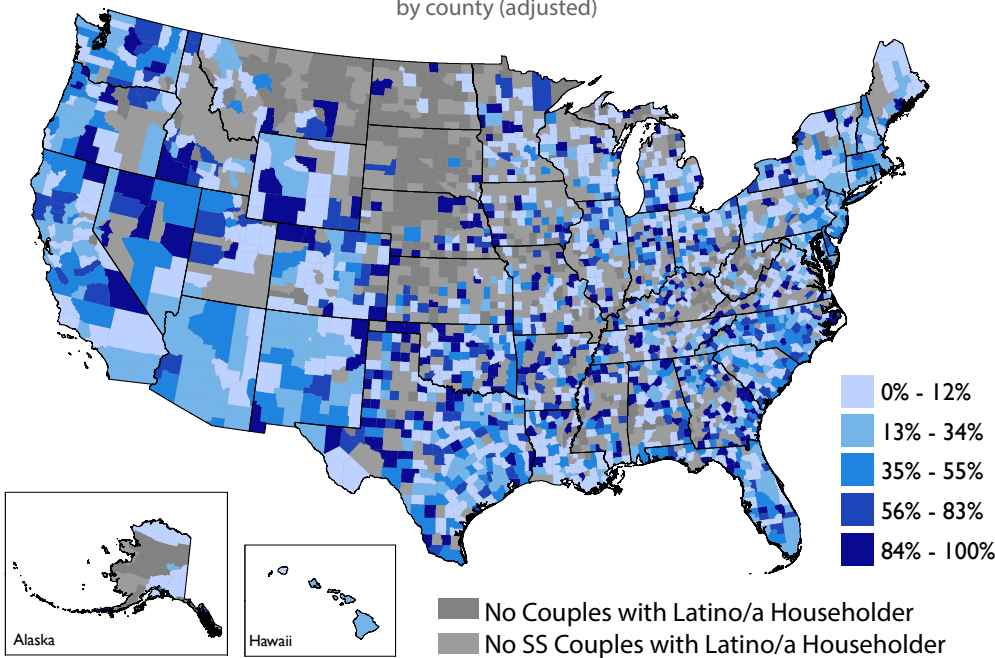 by county (adjusted)
0% - 12%
13% - 34%
35% - 55%
56% - 83%
84% - 100%
Alaska
Hawaii
No Couples with Latino/a Householder
No SS Couples with Latino/a Householder